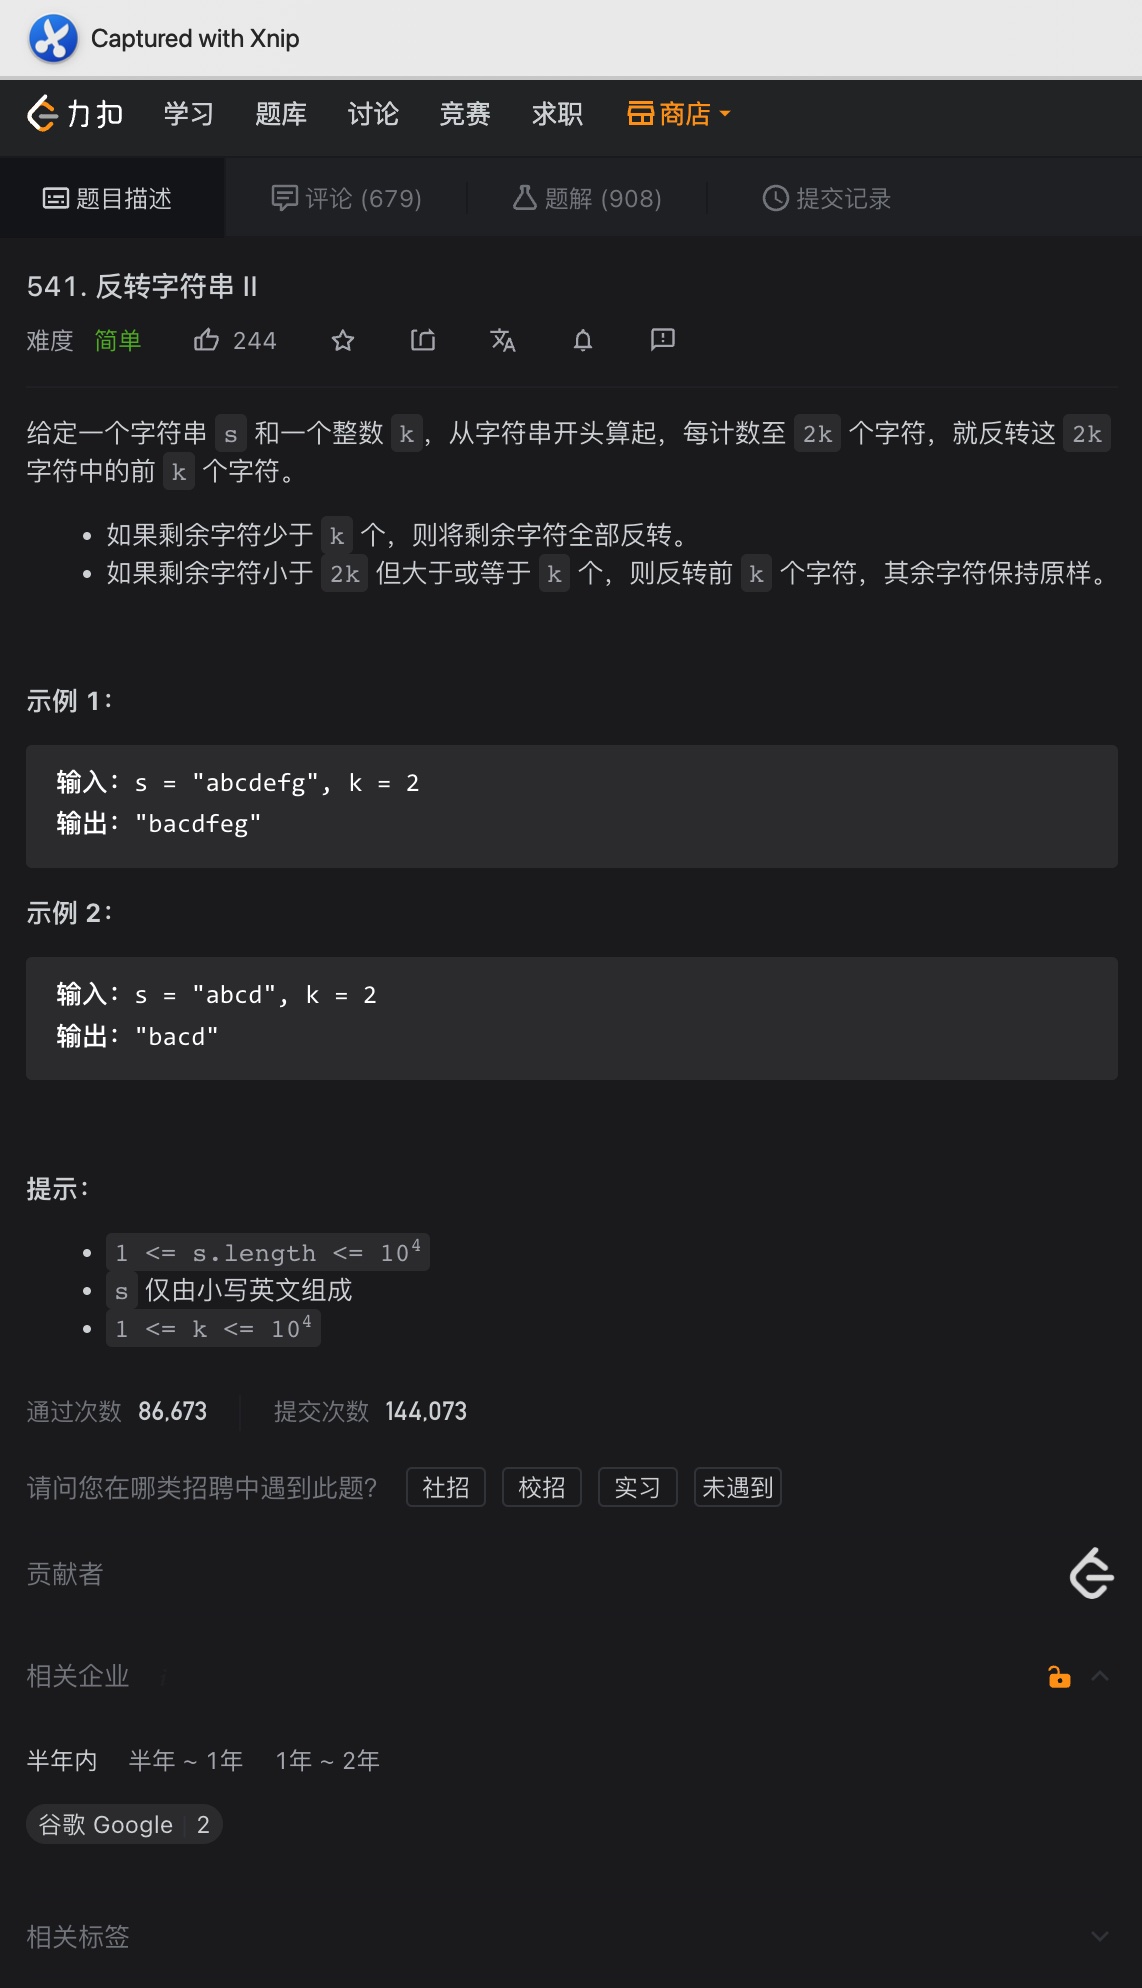 Captured with Xnip
力扣 学习 题库 讨论 竞赛 求职 商店
题目描述 评论 (679) 题解 (908) 提交记录
541. 反转字符串 II
难度 简单 244
给定一个字符串 s 和一个整数 k，从字符串开头算起，每计数至 2k 个字符，就反转这 2k
字符中的前 k 个字符。
如果剩余字符少于 k 个，则将剩余字符全部反转。
如果剩余字符小于 2k 但大于或等于 k 个，则反转前 k 个字符，其余字符保持原样。
示例 1：
输入：s = "abcdefg", k = 2
输出："bacdfeg"
示例 2：
输入：s = "abcd", k = 2
输出："bacd"
提示：
1 <= s.length <= 10⁴
s 仅由小写英文组成
1 <= k <= 10⁴
通过次数 86,673 提交次数 144,073
请问您在哪类招聘中遇到此题? 社招 校招 实习 未遇到
贡献者
相关企业
半年内 半年 ~ 1年 1年 ~ 2年
谷歌 Google 2
相关标签